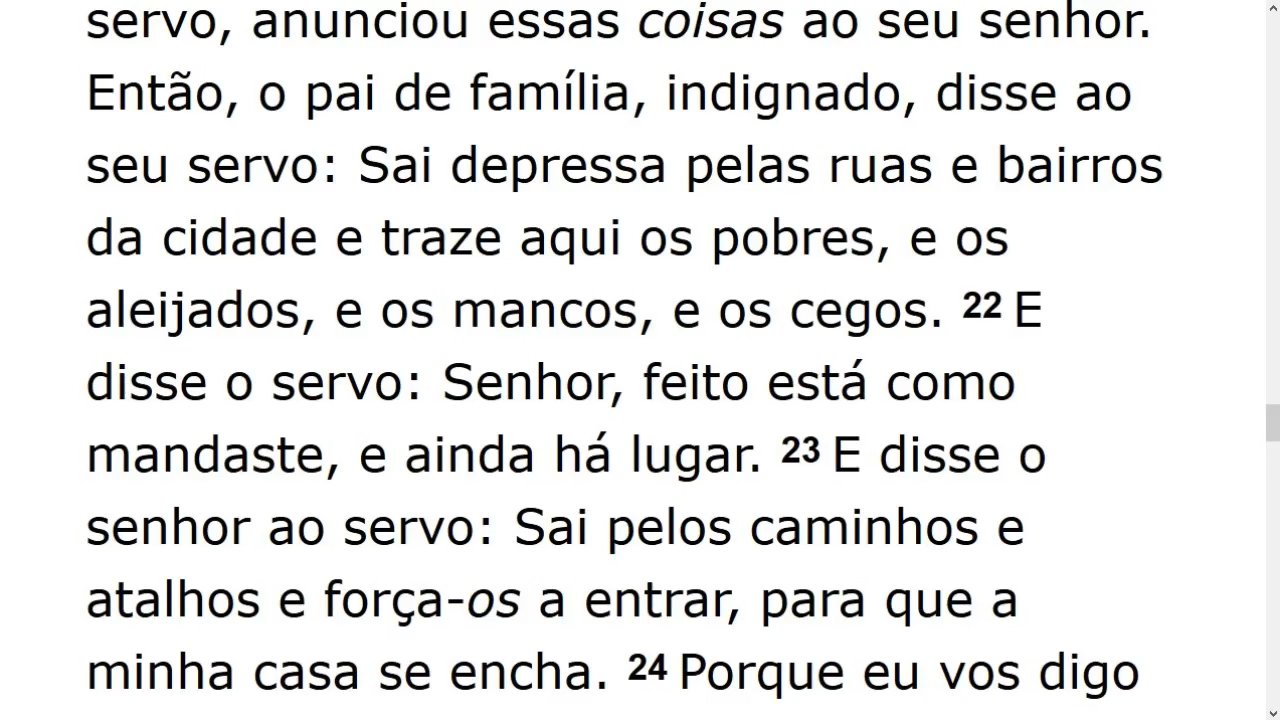 servo, anunciou essas coisas ao seu senhor.
Então, o pai de família, indignado, disse ao
seu servo: Sai depressa pelas ruas e bairros
da cidade e traze aqui os pobres, e os
aleijados, e os mancos, e os cegos. 22 E
disse o servo: Senhor, feito está como
mandaste, e ainda há lugar. 23 E disse o
senhor ao servo: Sai pelos caminhos e
atalhos e força-os a entrar, para que a
minha casa se encha. 24 Porque eu vos digo